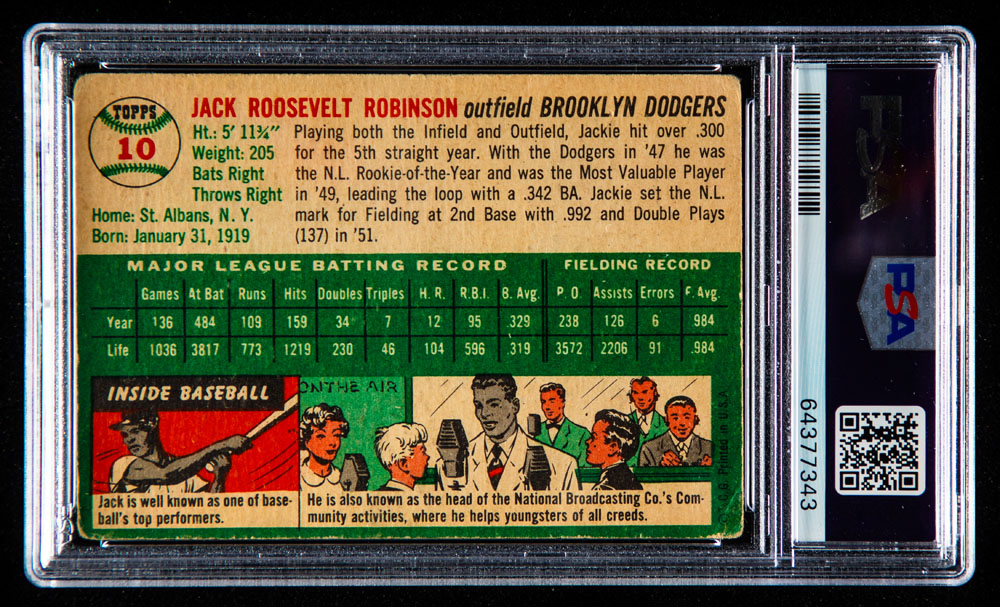 TOPPS
10
JACK ROOSEVELT ROBINSON outfield BROOKLYN DODGERS
Ht.: 5' 11¾"
Weight: 205
Bats Right
Throws Right
Home: St. Albans, N. Y.
Born: January 31, 1919
Playing both the Infield and Outfield, Jackie hit over .300
for the 5th straight year. With the Dodgers in '47 he was
the N.L. Rookie-of-the-Year and was the Most Valuable Player
in '49, leading the loop with a .342 BA. Jackie set the N.L.
mark for Fielding at 2nd Base with .992 and Double Plays
(137) in '51.
MAJOR LEAGUE BATTING RECORD FIELDING RECORD
Games At Bat Runs Hits Doubles Triples H. R. R.B.I. B. Avg. P. O. Assists Errors F. Avg.
Year 136 484 109 159 34 7 12 95 .329 238 126 6 .984
Life 1036 3817 773 1219 230 46 104 596 .319 3572 2206 91 .984
INSIDE BASEBALL
ON THE AIR
Jack is well known as one of base-
ball's top performers.
He is also known as the head of the National Broadcasting Co.'s Com-
munity activities, where he helps youngsters of all creeds.
T.C.G. Printed in U.S.A.
PSA
PSA
64377343